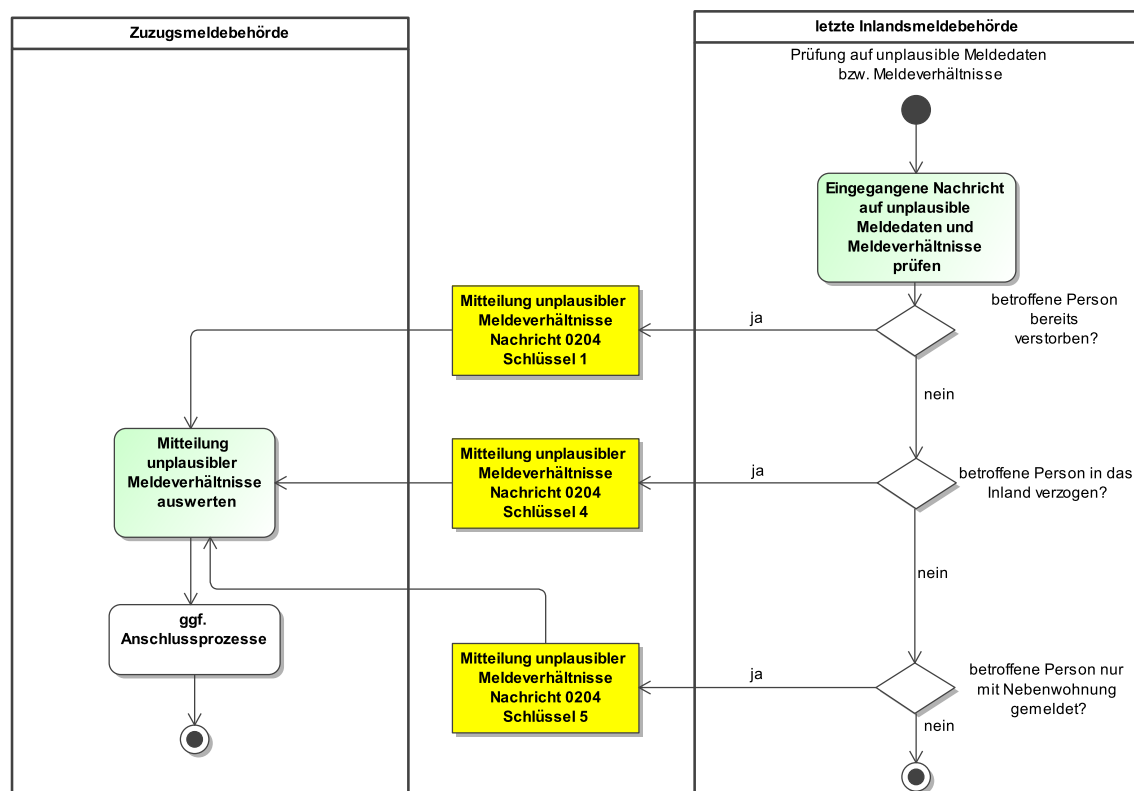 Zuzugsmeldebehörde
letzte Inlandsmeldebehörde
Prüfung auf unplausible Meldedaten
bzw. Meldeverhältnisse
Eingegangene Nachricht
auf unplausible
Meldedaten und
Meldeverhältnisse
prüfen
betroffene Person
bereits
verstorben?
ja
nein
Mitteilung unplausibler
Meldeverhältnisse
Nachricht 0204
Schlüssel 1
betroffene Person in das
Inland verzogen?
ja
nein
Mitteilung unplausibler
Meldeverhältnisse
Nachricht 0204
Schlüssel 4
Mitteilung
unplausibler
Meldeverhältnisse
auswerten
ggf.
Anschlussprozesse
betroffene Person nur
mit Nebenwohnung
gemeldet?
ja
nein
Mitteilung unplausibler
Meldeverhältnisse
Nachricht 0204
Schlüssel 5